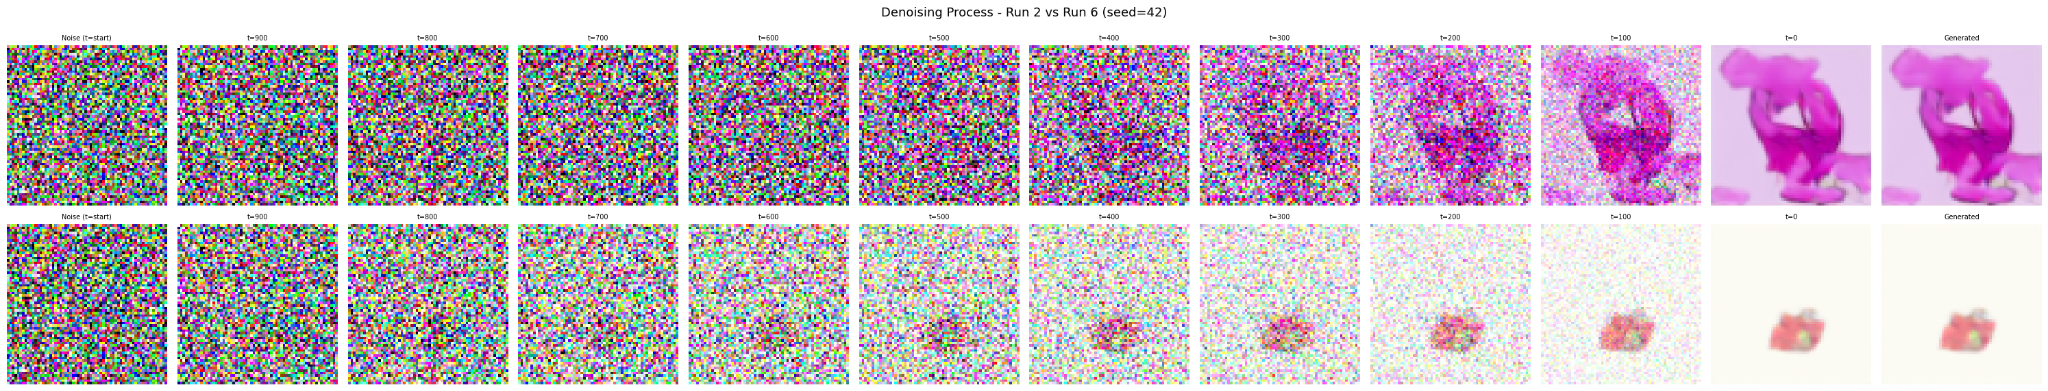 Denoising Process - Run 2 vs Run 6 (seed=42)
Noise (t=start) t=900 t=800 t=700 t=600 t=500 t=400 t=300 t=200 t=100 t=0 Generated
Noise (t=start) t=900 t=800 t=700 t=600 t=500 t=400 t=300 t=200 t=100 t=0 Generated